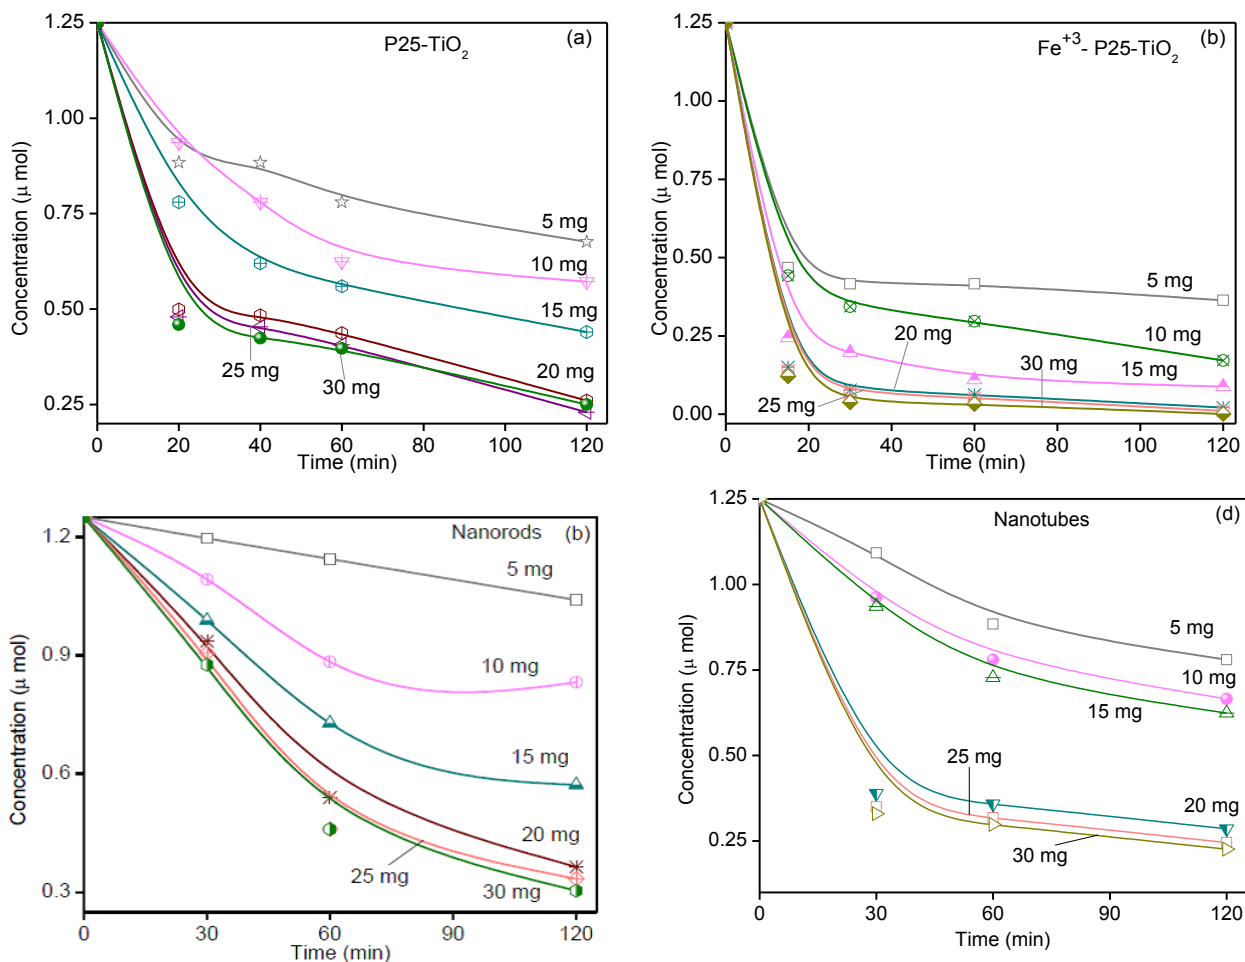 P25-TiO2
(a)
Concentration (μ mol)
1.25
1.00
0.75
0.50
0.25
5 mg
10 mg
15 mg
20 mg
25 mg
30 mg
0 20 40 60 80 100 120
Time (min)
Fe+3- P25-TiO2
(b)
Concentration (μ mol)
1.25
1.00
0.75
0.50
0.25
0.00
5 mg
10 mg
15 mg
20 mg
25 mg
30 mg
0 20 40 60 80 100 120
Time (min)
Nanorods
(b)
Concentration (μ mol)
1.2
0.9
0.6
0.3
5 mg
10 mg
15 mg
20 mg
25 mg
30 mg
0 30 60 90 120
Time (min)
Nanotubes
(d)
Concentration (μ mol)
1.25
1.00
0.75
0.50
0.25
5 mg
10 mg
15 mg
25 mg
20 mg
30 mg
0 30 60 90 120
Time (min)